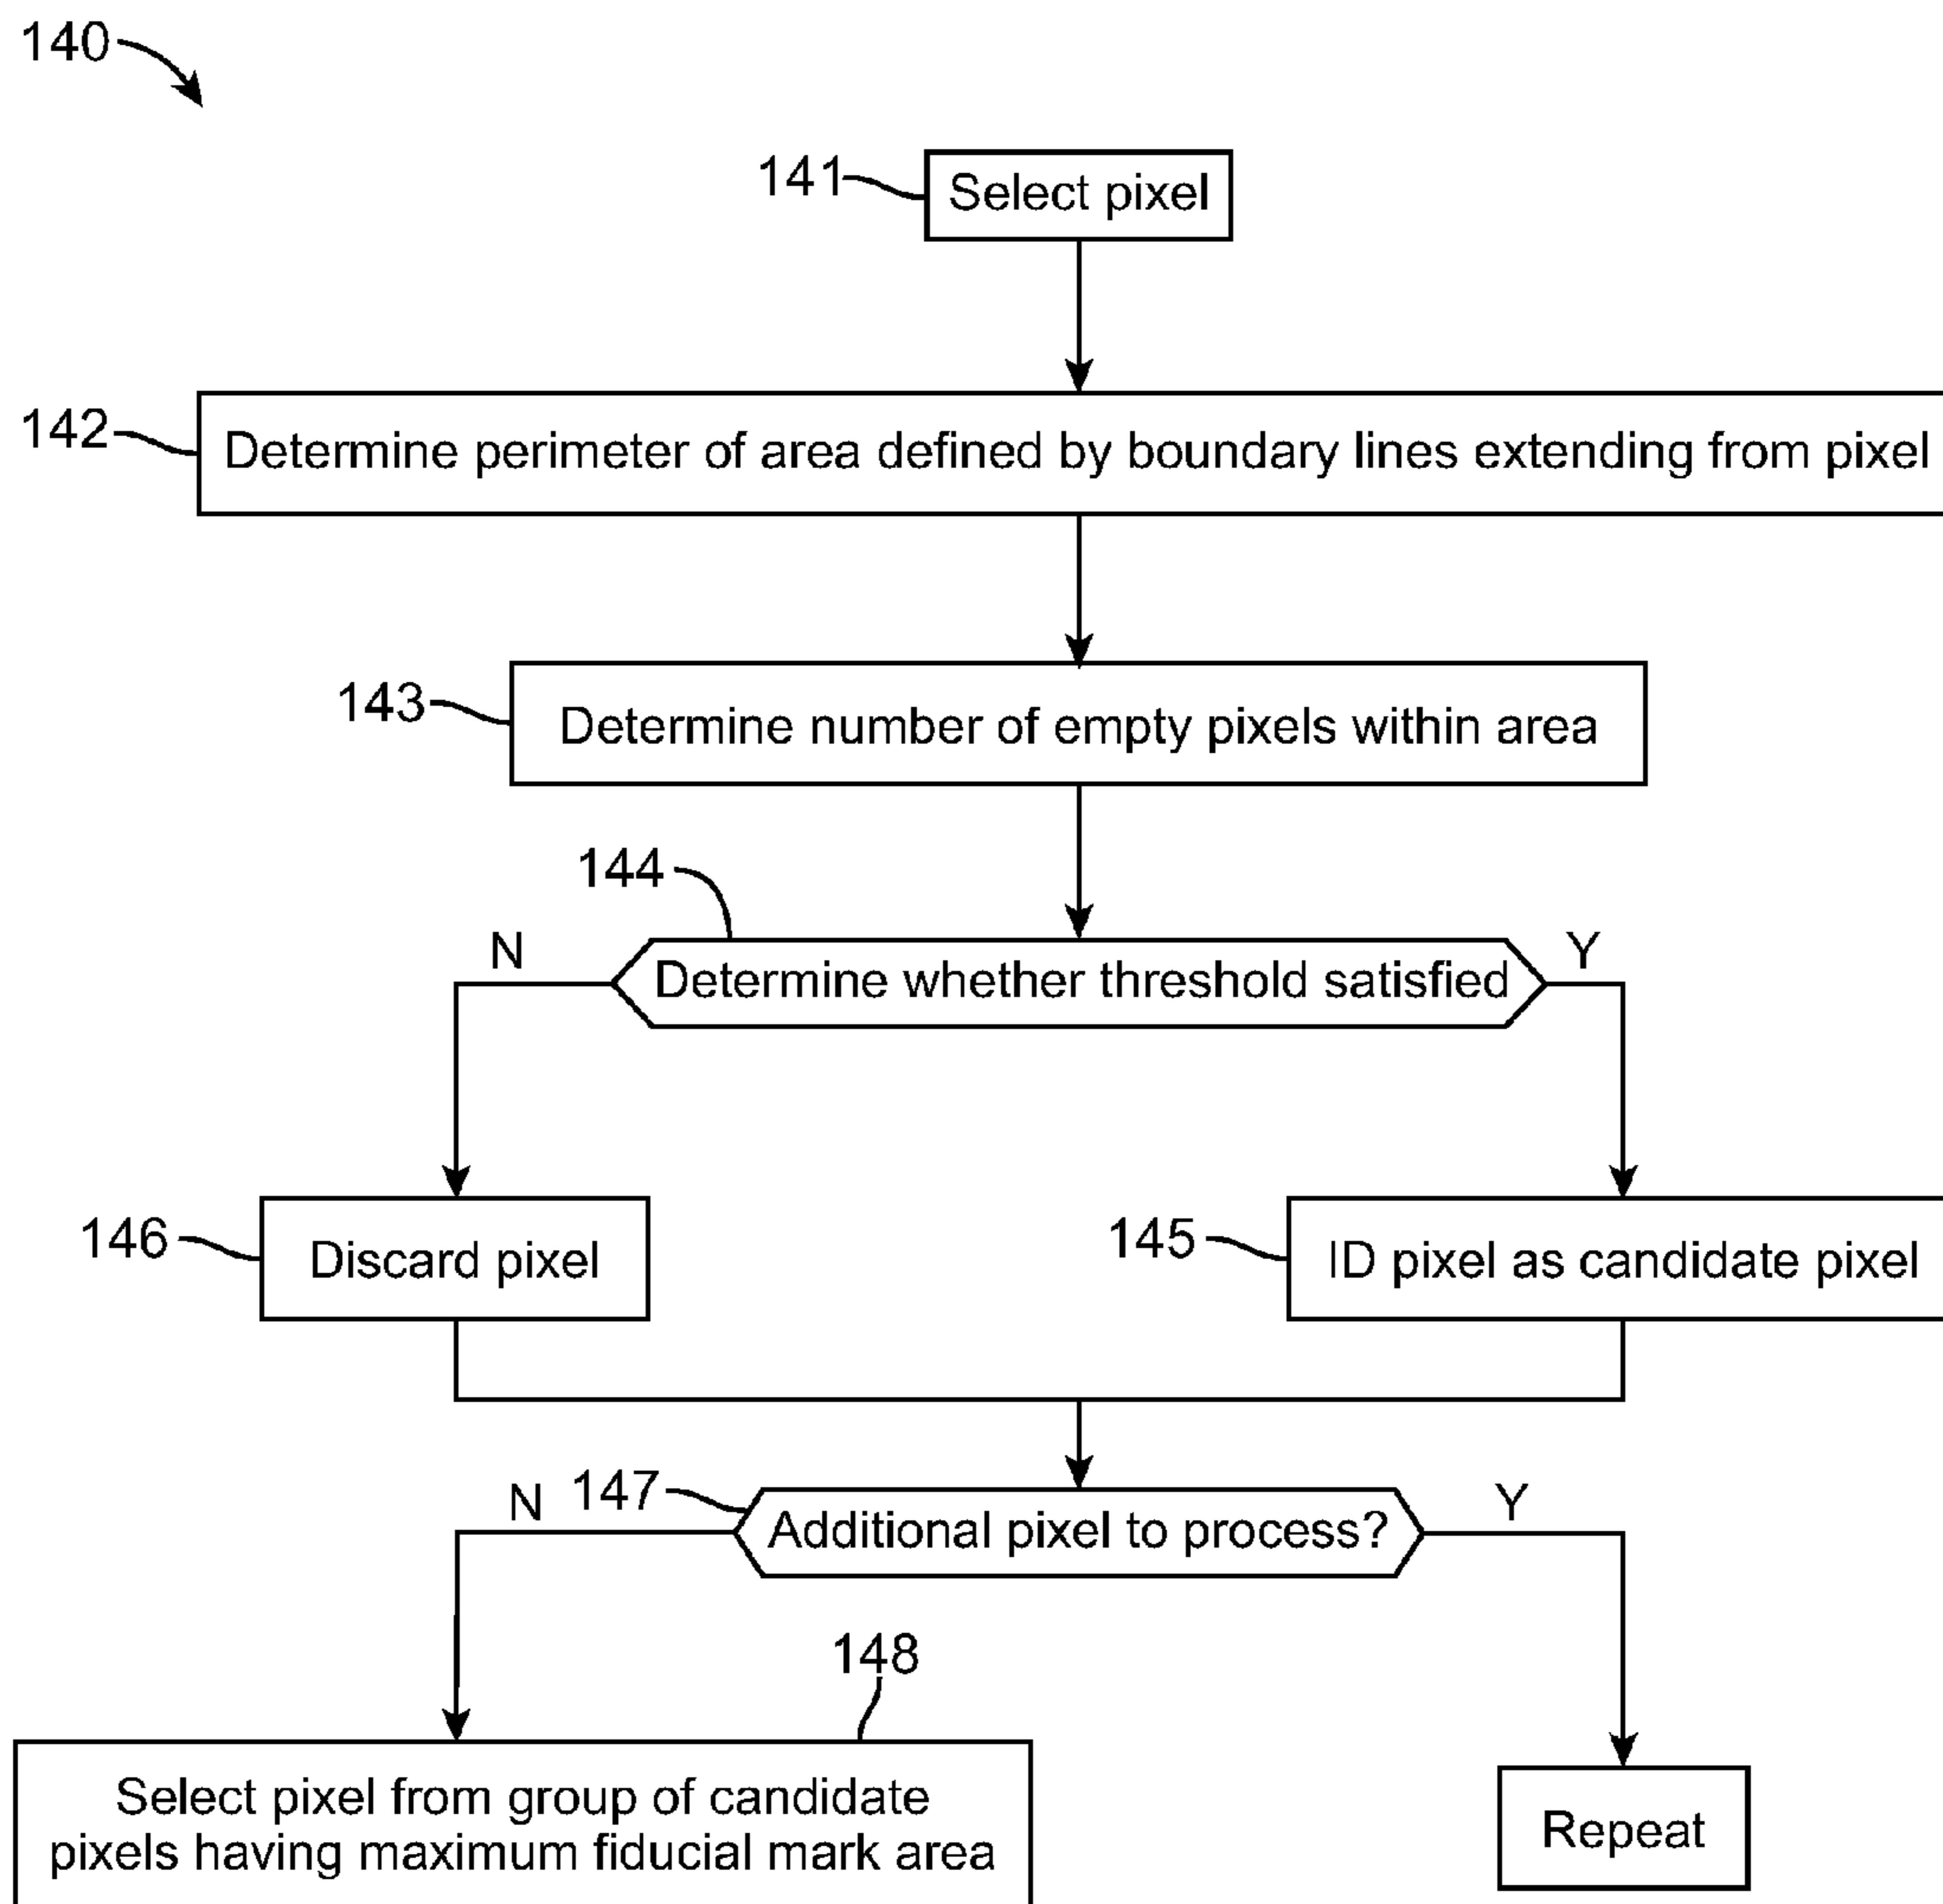 140
141
Select pixel
142
Determine perimeter of area defined by boundary lines extending from pixel
143
Determine number of empty pixels within area
144
N
Determine whether threshold satisfied
Y
146
Discard pixel
145
ID pixel as candidate pixel
N
147
Additional pixel to process?
Y
148
Select pixel from group of candidate
pixels having maximum fiducial mark area
Repeat